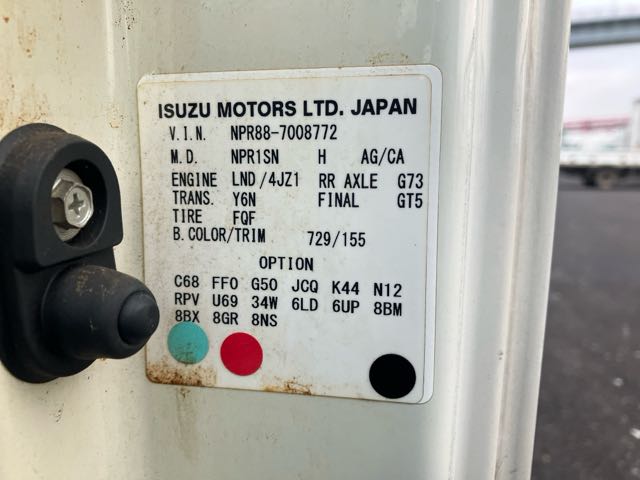 ISUZU MOTORS LTD. JAPAN
V.I.N. NPR88-7008772
M.D. NPR1SN H AG/CA
ENGINE LND/4JZ1 RR AXLE G73
TRANS. Y6N FINAL GT5
TIRE FQF
B.COLOR/TRIM 729/155
OPTION
C68 FF0 G50 JCQ K44 N12
RPV U69 34W 6LD 6UP 8BM
8BX 8GR 8NS